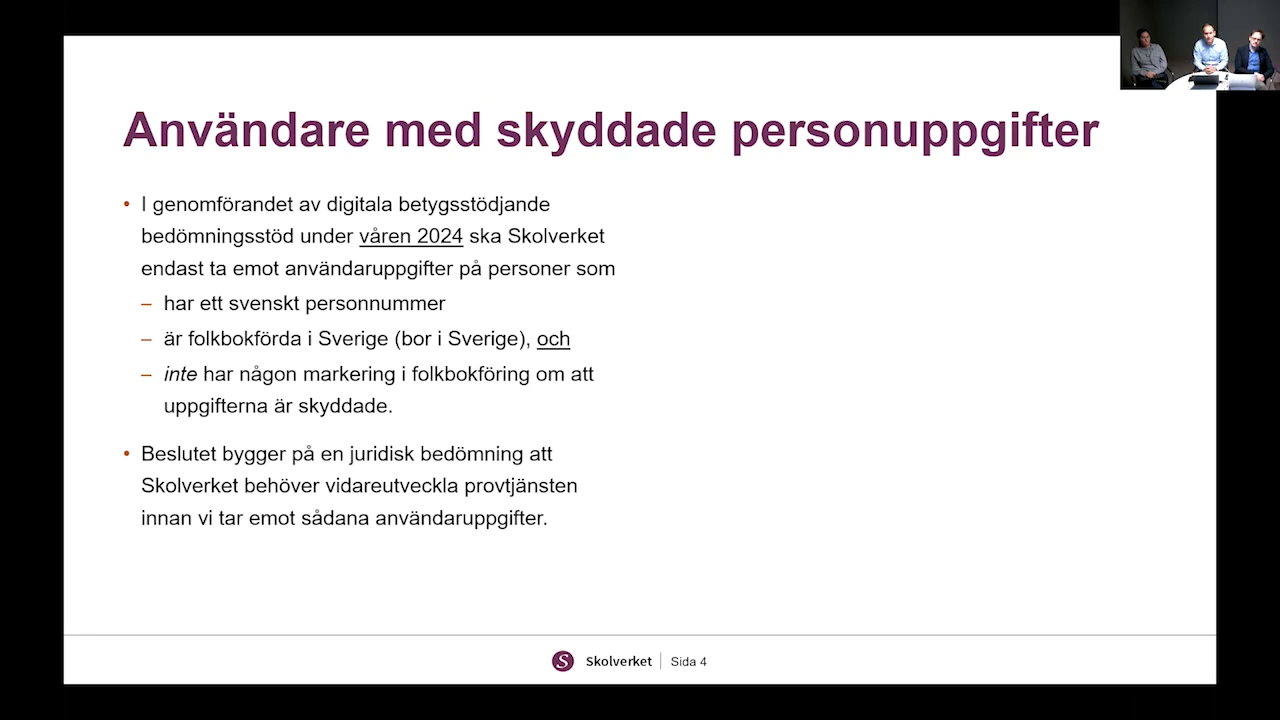 Användare med skyddade personuppgifter
• I genomförandet av digitala betygsstödjande
bedömningsstöd under våren 2024 ska Skolverket
endast ta emot användaruppgifter på personer som
– har ett svenskt personnummer
– är folkbokförda i Sverige (bor i Sverige), och
– inte har någon markering i folkbokföring om att
uppgifterna är skyddade.
• Beslutet bygger på en juridisk bedömning att
Skolverket behöver vidareutveckla provtjänsten
innan vi tar emot sådana användaruppgifter.
S Skolverket | Sida 4